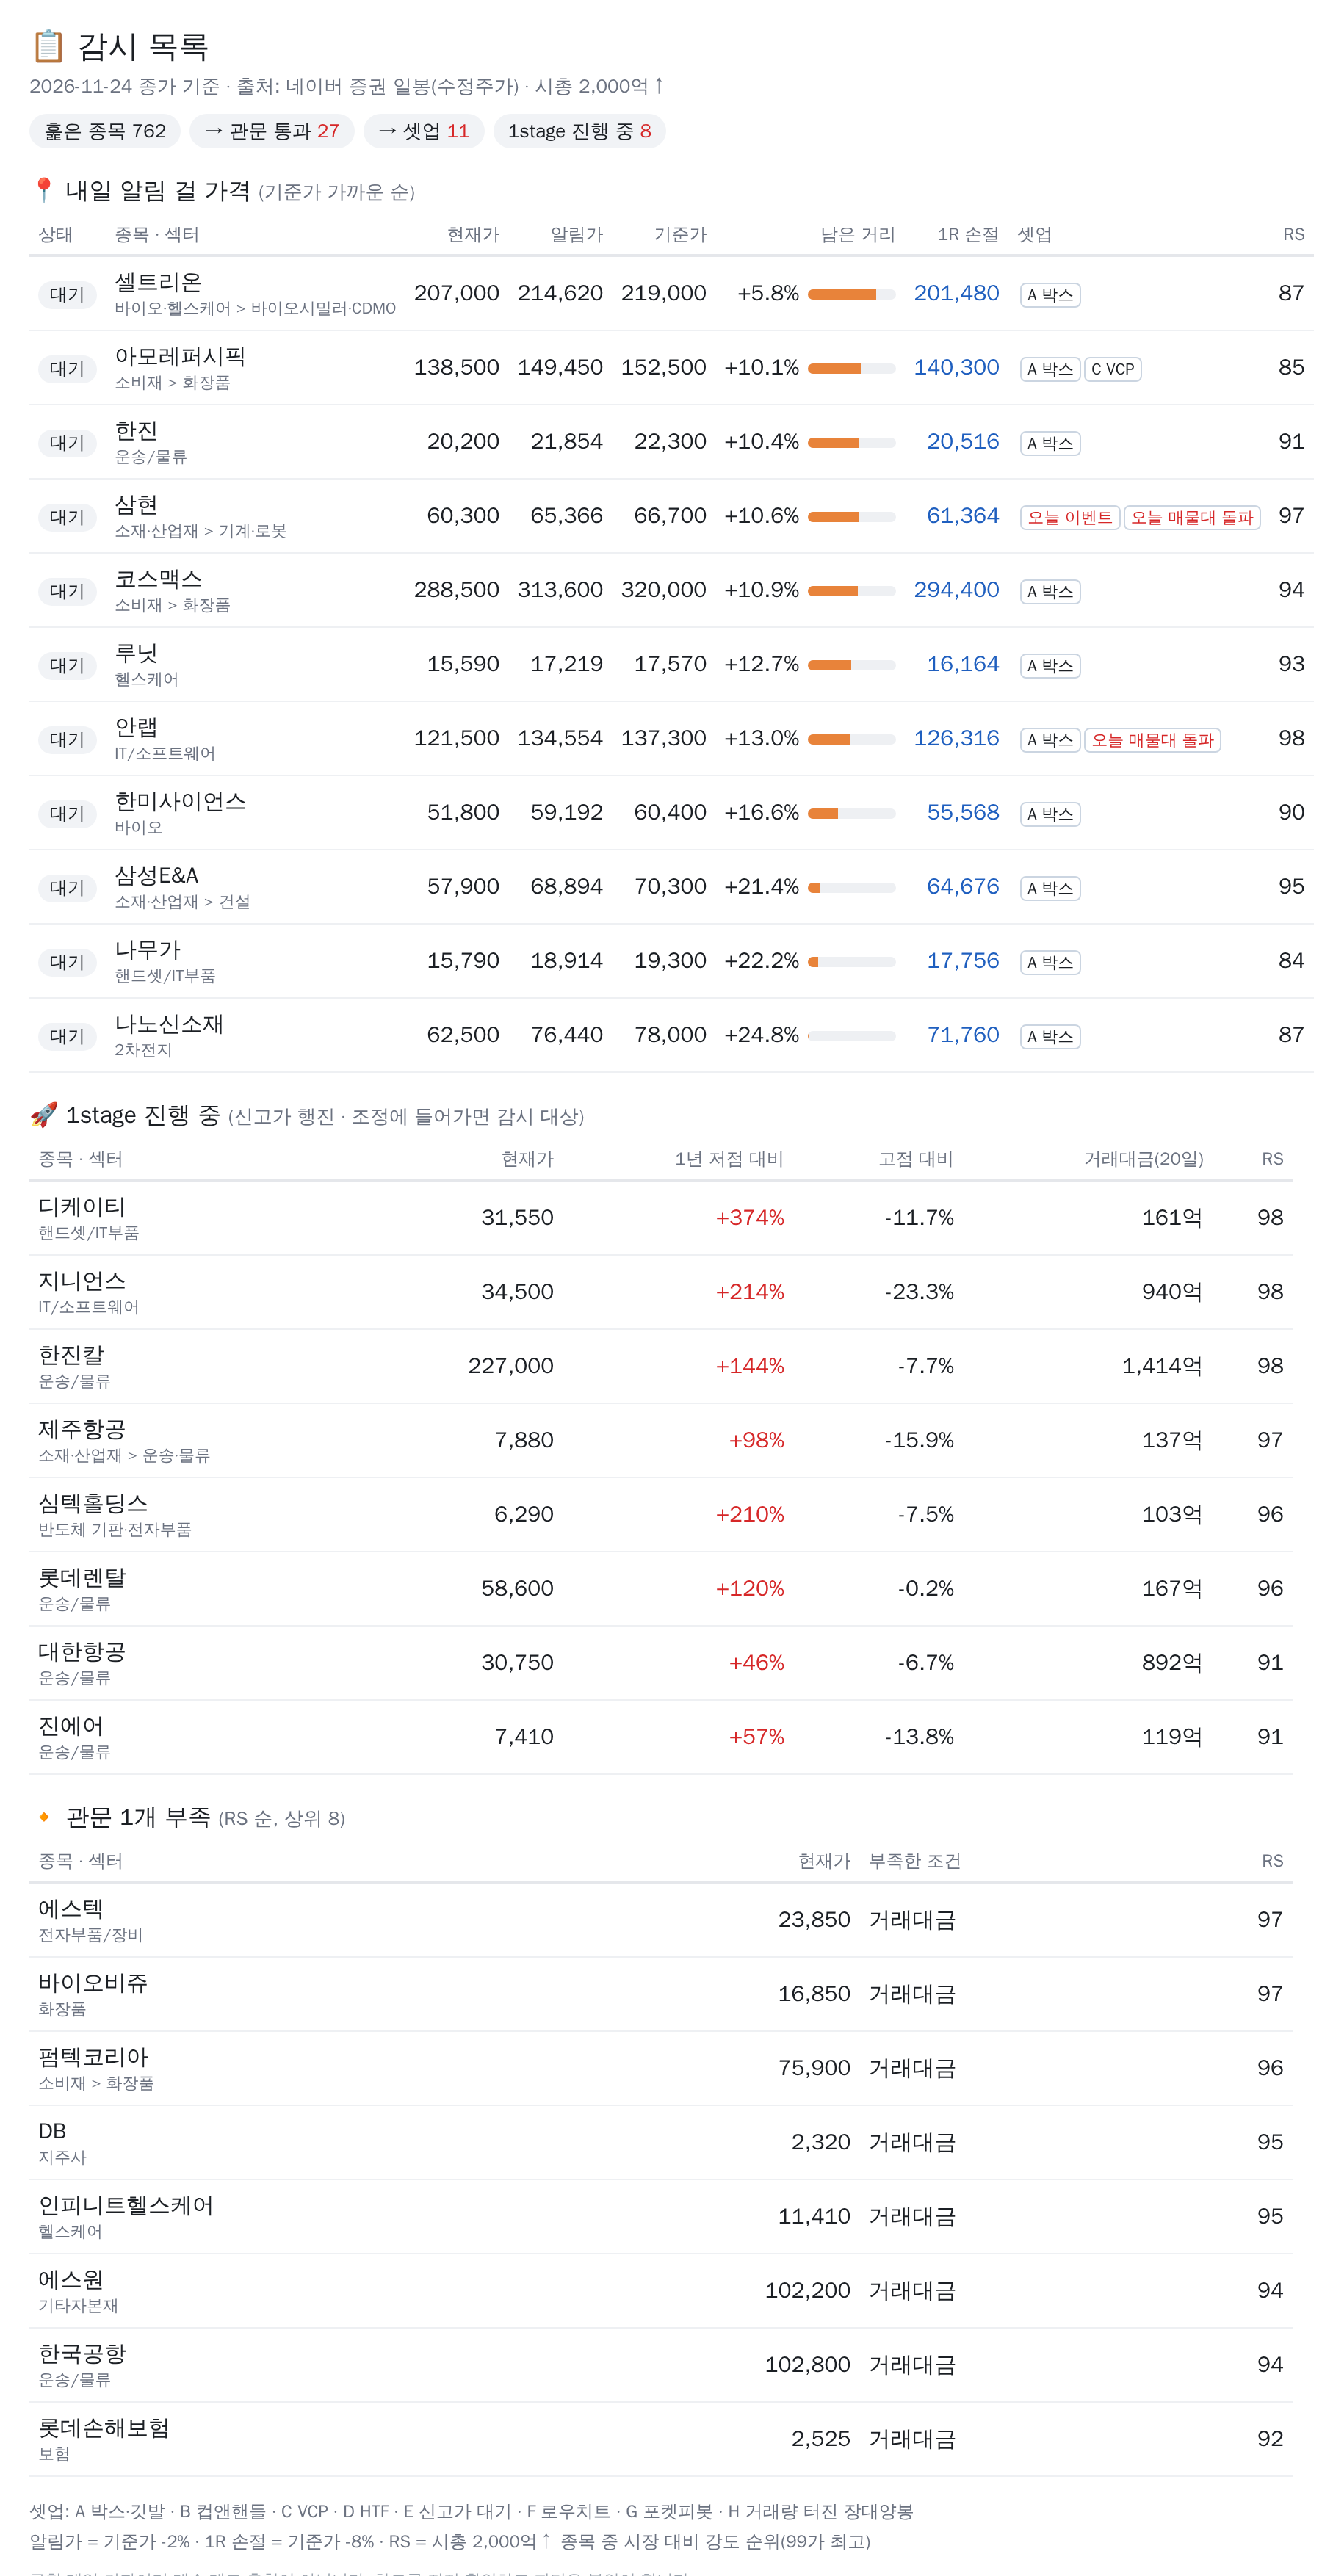 📋 감시 목록
2026-11-24 종가 기준 · 출처: 네이버 증권 일봉(수정주가) · 시총 2,000억↑
훑은 종목 762 → 관문 통과 27 → 셋업 11 1stage 진행 중 8
📍 내일 알림 걸 가격 (기준가 가까운 순)
상태 종목 · 섹터 현재가 알림가 기준가 남은 거리 1R 손절 셋업 RS
대기 셀트리온 207,000 214,620 219,000 +5.8% 201,480 A 박스 87
바이오·헬스케어 > 바이오시밀러·CDMO
대기 아모레퍼시픽 138,500 149,450 152,500 +10.1% 140,300 A 박스 C VCP 85
소비재 > 화장품
대기 한진 20,200 21,854 22,300 +10.4% 20,516 A 박스 91
운송/물류
대기 삼현 60,300 65,366 66,700 +10.6% 61,364 오늘 이벤트 오늘 매물대 돌파 97
소재·산업재 > 기계·로봇
대기 코스맥스 288,500 313,600 320,000 +10.9% 294,400 A 박스 94
소비재 > 화장품
대기 루닛 15,590 17,219 17,570 +12.7% 16,164 A 박스 93
헬스케어
대기 안랩 121,500 134,554 137,300 +13.0% 126,316 A 박스 오늘 매물대 돌파 98
IT/소프트웨어
대기 한미사이언스 51,800 59,192 60,400 +16.6% 55,568 A 박스 90
바이오
대기 삼성E&A 57,900 68,894 70,300 +21.4% 64,676 A 박스 95
소재·산업재 > 건설
대기 나무가 15,790 18,914 19,300 +22.2% 17,756 A 박스 84
핸드셋/IT부품
대기 나노신소재 62,500 76,440 78,000 +24.8% 71,760 A 박스 87
2차전지
🚀 1stage 진행 중 (신고가 행진 · 조정에 들어가면 감시 대상)
종목 · 섹터 현재가 1년 저점 대비 고점 대비 거래대금(20일) RS
디케이티 31,550 +374% -11.7% 161억 98
핸드셋/IT부품
지니언스 34,500 +214% -23.3% 940억 98
IT/소프트웨어
한진칼 227,000 +144% -7.7% 1,414억 98
운송/물류
제주항공 7,880 +98% -15.9% 137억 97
소재·산업재 > 운송·물류
심텍홀딩스 6,290 +210% -7.5% 103억 96
반도체 기판·전자부품
롯데렌탈 58,600 +120% -0.2% 167억 96
운송/물류
대한항공 30,750 +46% -6.7% 892억 91
운송/물류
진에어 7,410 +57% -13.8% 119억 91
운송/물류
🔸 관문 1개 부족 (RS 순, 상위 8)
종목 · 섹터 현재가 부족한 조건 RS
에스텍 23,850 거래대금 97
전자부품/장비
바이오비쥬 16,850 거래대금 97
화장품
펌텍코리아 75,900 거래대금 96
소비재 > 화장품
DB 2,320 거래대금 95
지주사
인피니트헬스케어 11,410 거래대금 95
헬스케어
에스원 102,200 거래대금 94
기타자본재
한국공항 102,800 거래대금 94
운송/물류
롯데손해보험 2,525 거래대금 92
보험
셋업: A 박스·깃발 · B 컵앤핸들 · C VCP · D HTF · E 신고가 대기 · F 로우치트 · G 포켓피봇 · H 거래량 터진 장대양봉
알림가 = 기준가 -2% · 1R 손절 = 기준가 -8% · RS = 시총 2,000억↑ 종목 중 시장 대비 강도 순위(99가 최고)